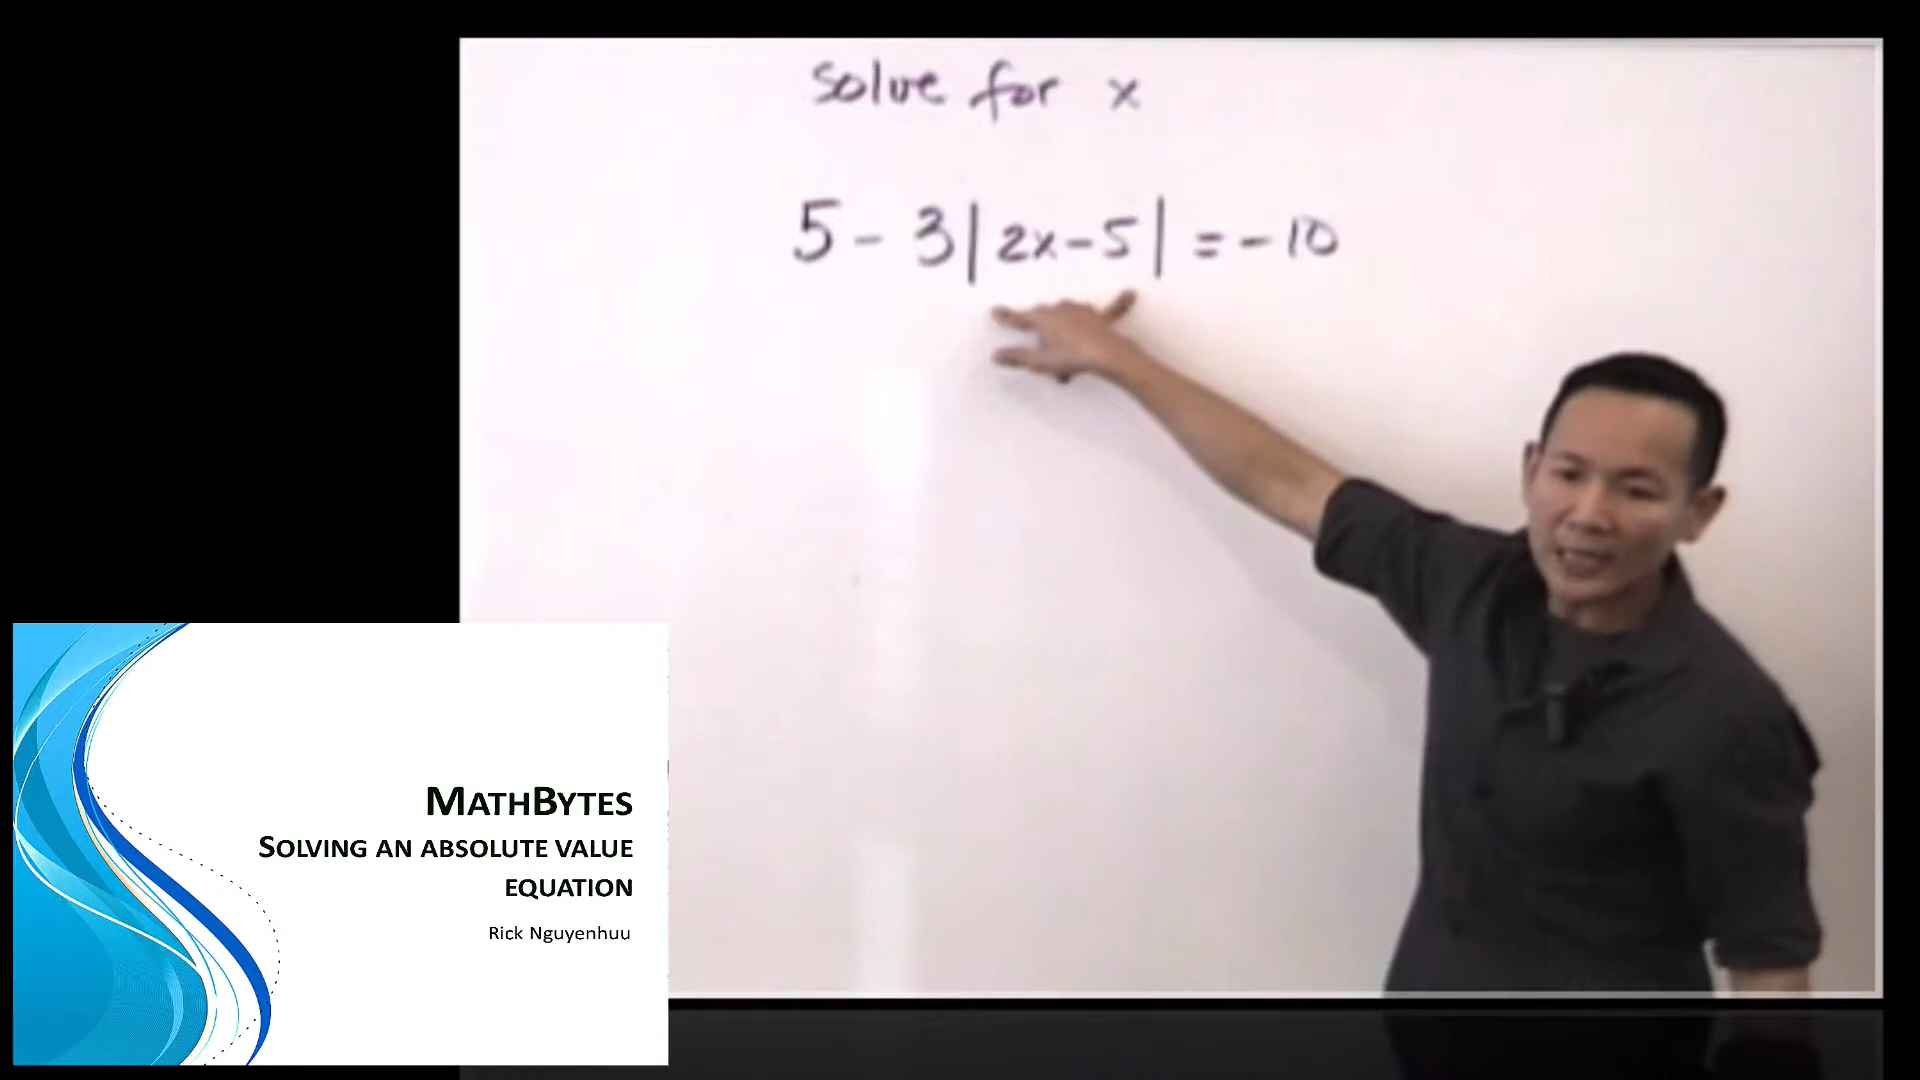 solve for x
5 - 3|2x-5| = -10
MATHBYTES
SOLVING AN ABSOLUTE VALUE
EQUATION
Rick Nguyenhuu